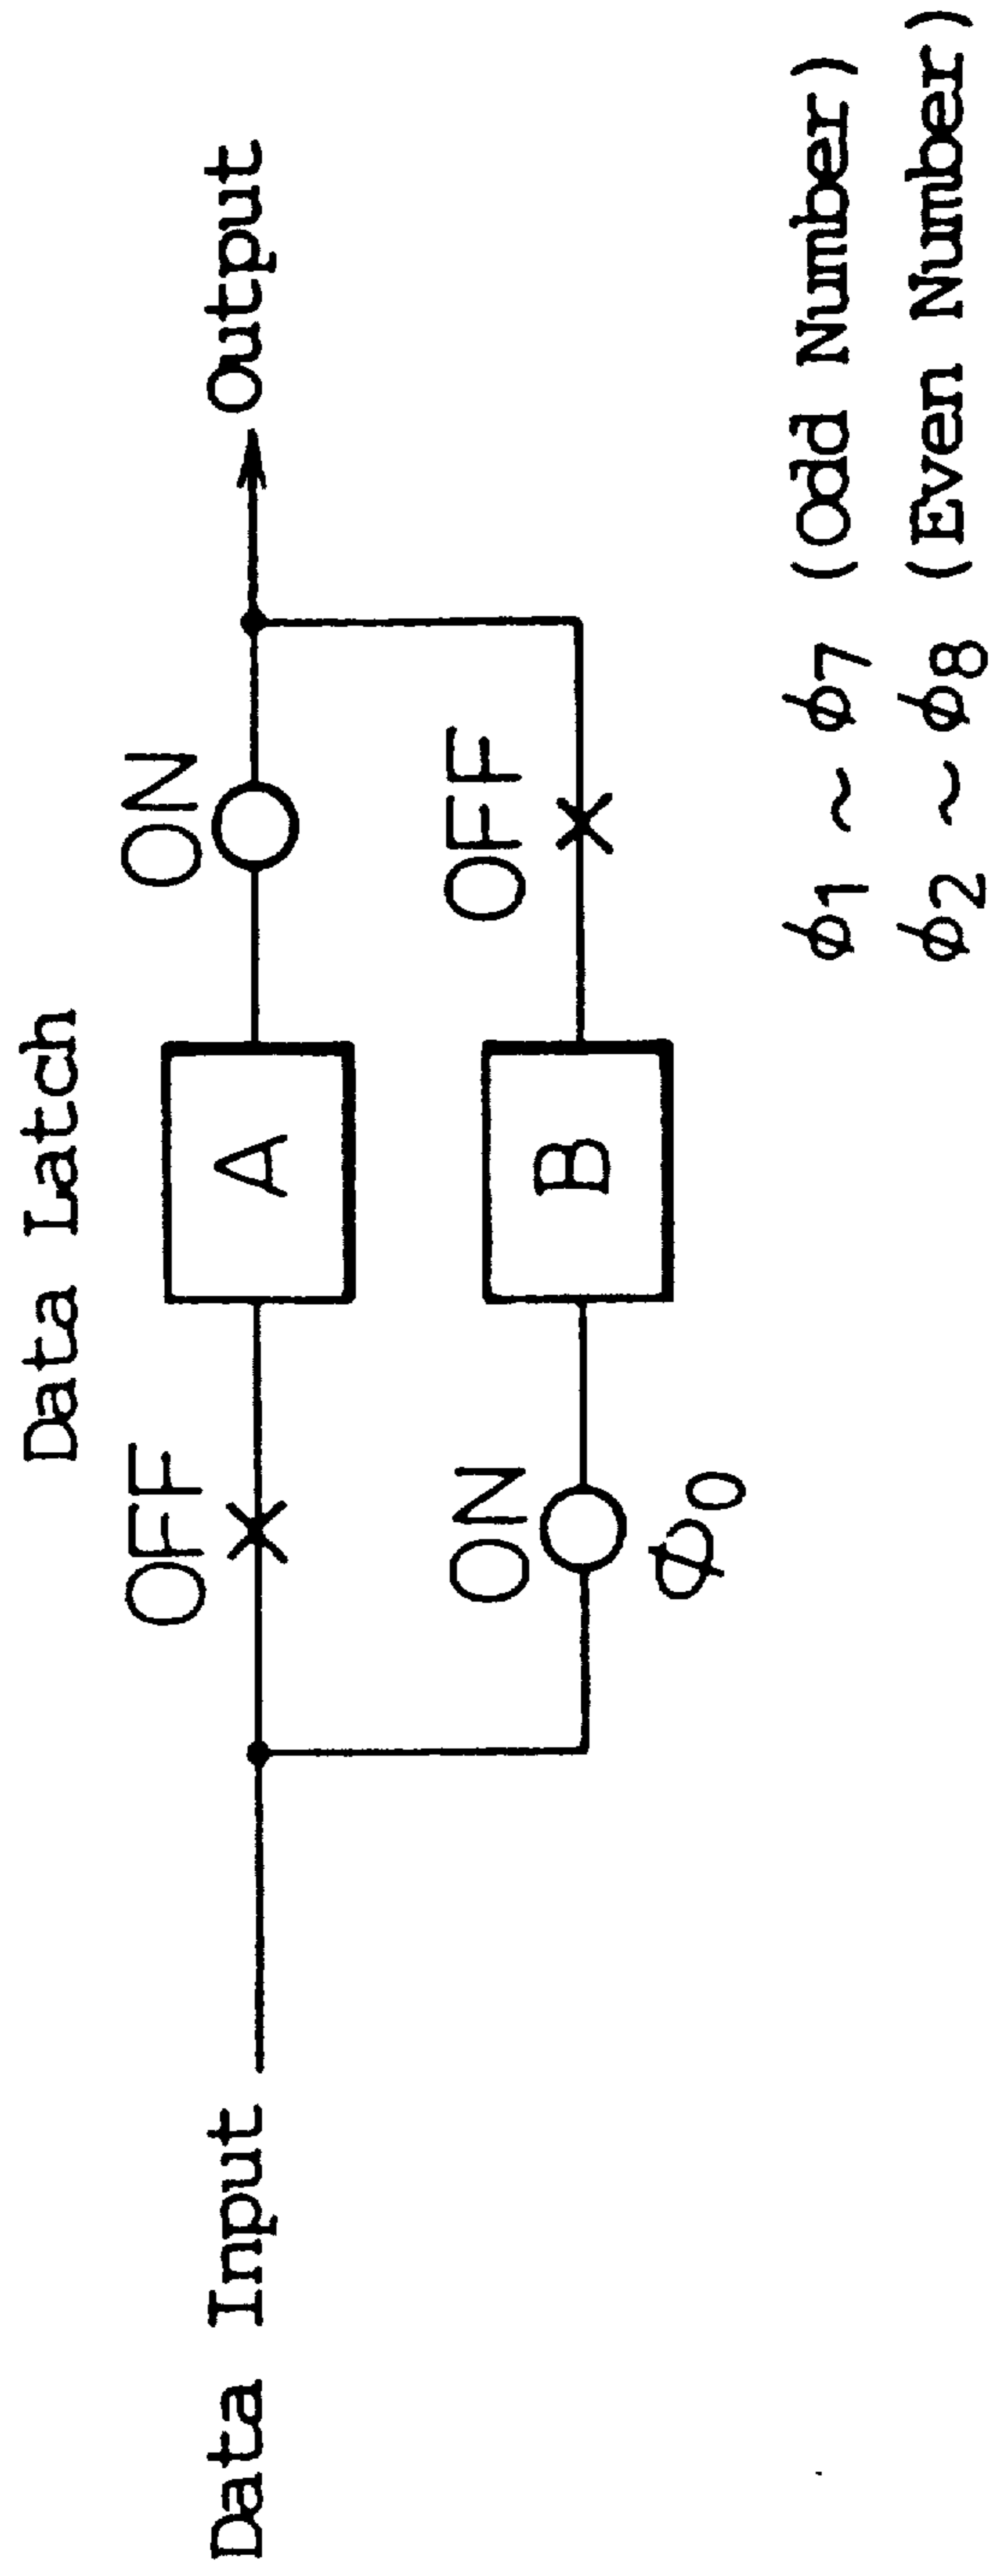 Data Latch
OFF
A
ON
Data Input
Output
ON
B
OFF
ϕ0
ϕ1 ~ ϕ7 (Odd Number)
ϕ2 ~ ϕ8 (Even Number)